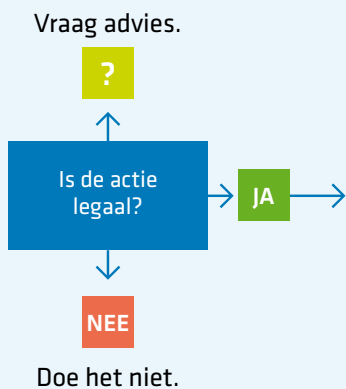 Vraag advies.
?
Is de actie
legaal?
JA
NEE
Doe het niet.